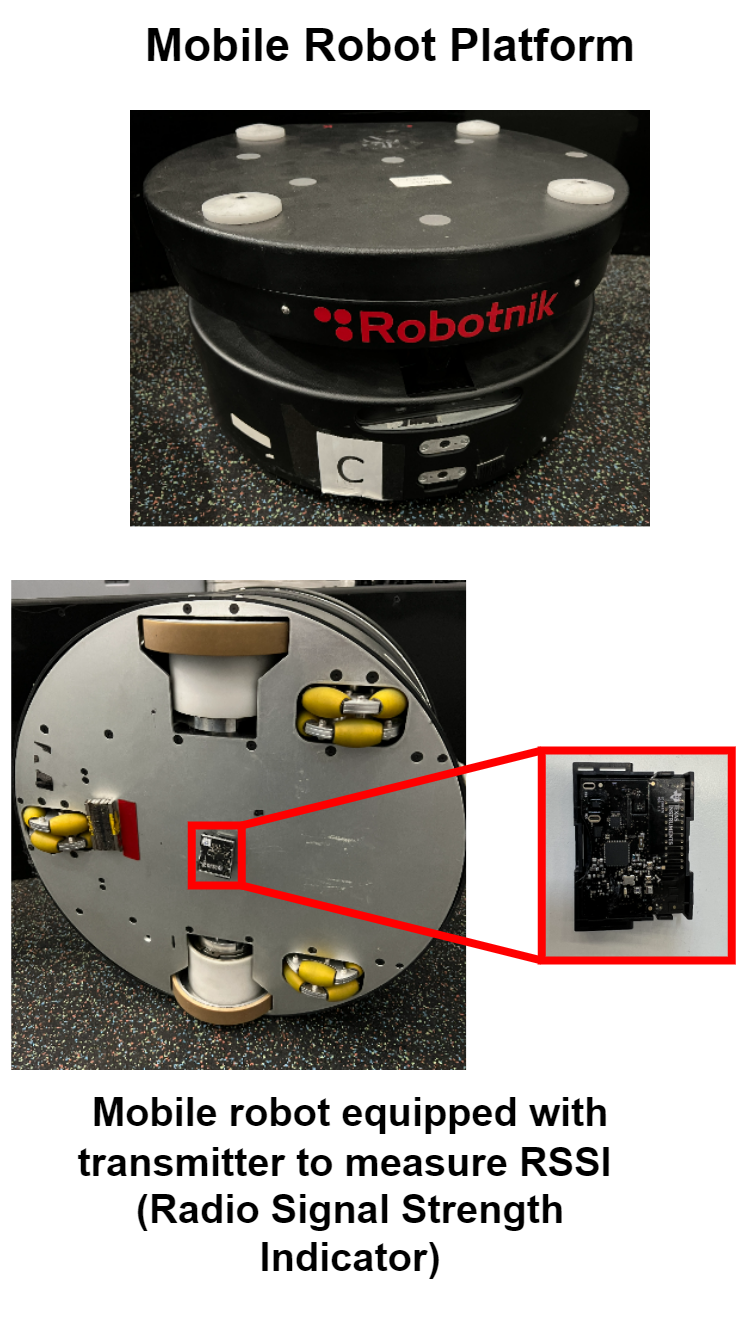 Mobile Robot Platform
Robotnik
C
Mobile robot equipped with
transmitter to measure RSSI
(Radio Signal Strength
Indicator)